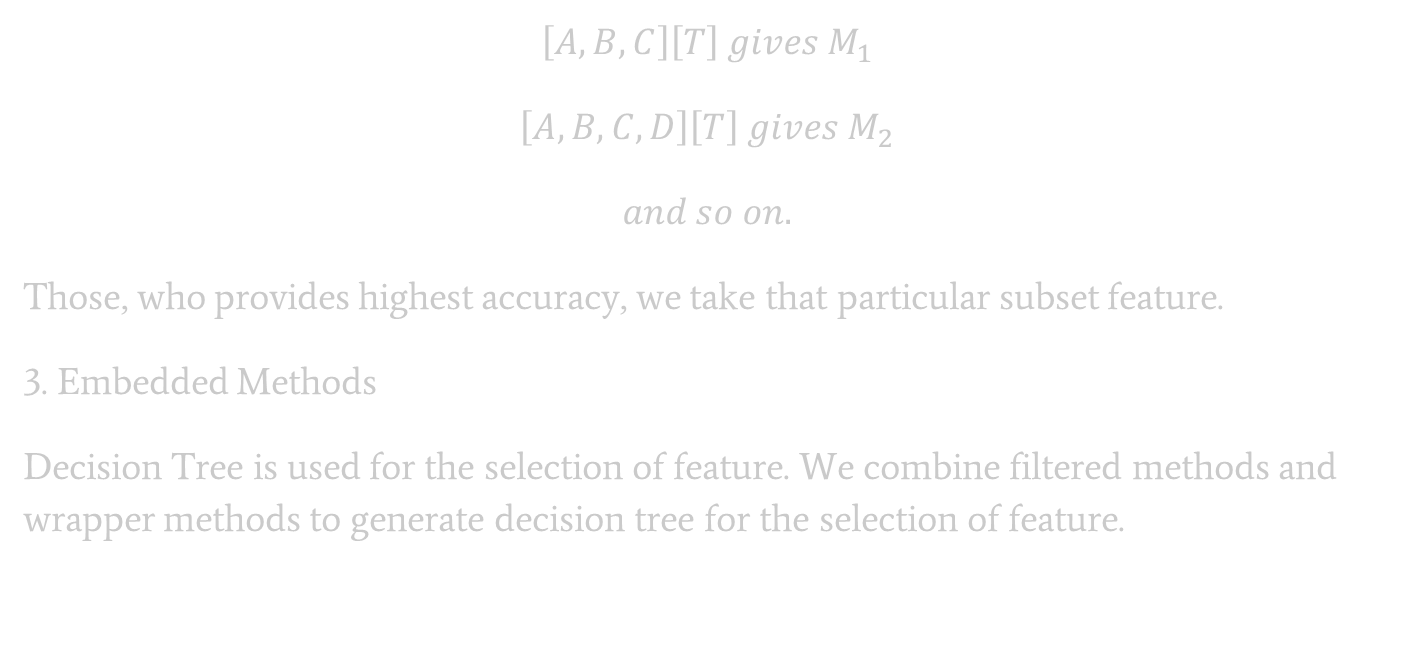 [A, B, C][T] gives M₁
[A, B, C, D][T] gives M₂
and so on.
Those, who provides highest accuracy, we take that particular subset feature.
3. Embedded Methods
Decision Tree is used for the selection of feature. We combine filtered methods and
wrapper methods to generate decision tree for the selection of feature.